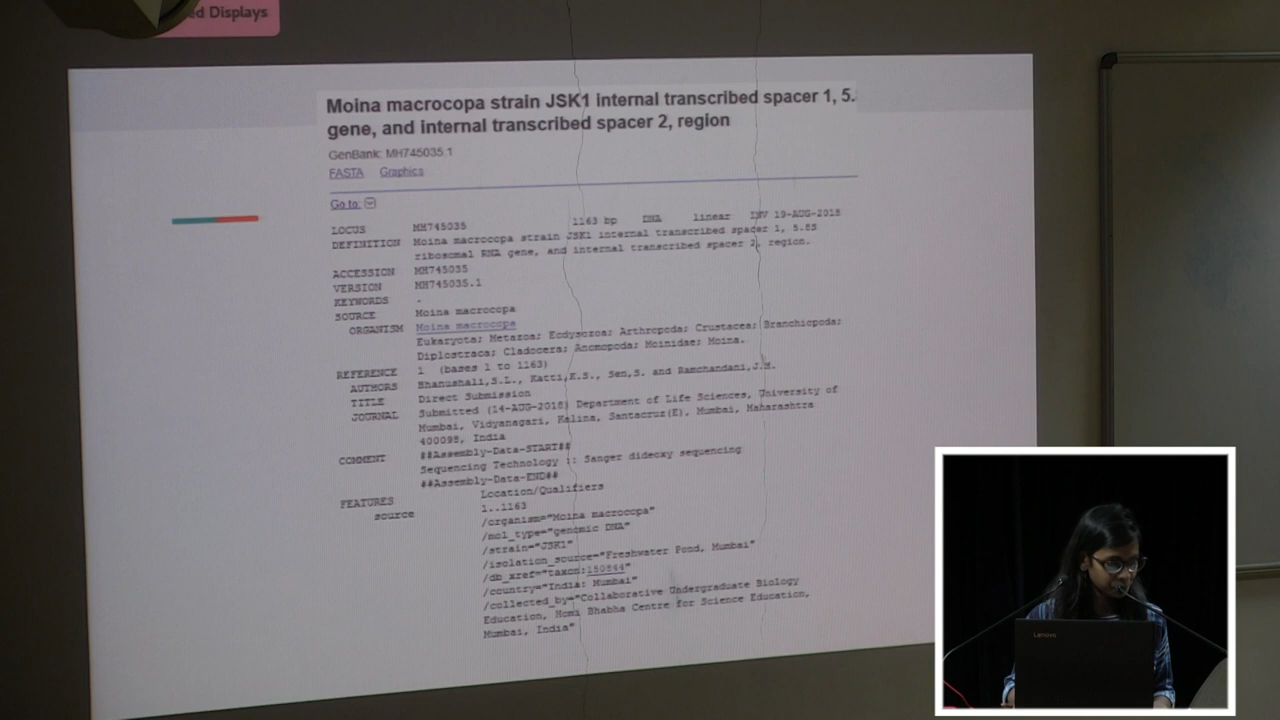 ed Displays
Moina macrocopa strain JSK1 internal transcribed spacer 1, 5.
gene, and internal transcribed spacer 2, region
GenBank: MH745035.1
FASTA Graphics
Go to:
LOCUS MH745035 1163 bp DNA linear INV 19-AUG-2018
DEFINITION Moina macrocopa strain JSK1 internal transcribed spacer 1, 5.8S
ribosomal RNA gene, and internal transcribed spacer 2, region.
ACCESSION MH745035
VERSION MH745035.1
KEYWORDS .
SOURCE Moina macrocopa
ORGANISM Moina macrocopa
Eukaryota; Metazoa; Ecdysozoa; Arthropoda; Crustacea; Branchiopoda;
Diplostraca; Cladocera; Anomopoda; Moinidae; Moina.
REFERENCE 1 (bases 1 to 1163)
AUTHORS Bhanushali,S.L., Katti,K.S., Sen,S. and Ramchandani,J.M.
TITLE Direct Submission
JOURNAL Submitted (14-AUG-2018) Department of Life Sciences, University of
Mumbai, Vidyanagari, Kalina, Santacruz(E), Mumbai, Maharashtra
400098, India
COMMENT ##Assembly-Data-START##
Sequencing Technology :: Sanger dideoxy sequencing
##Assembly-Data-END##
FEATURES Location/Qualifiers
source 1..1163
/organism="Moina macrocopa"
/mol_type="genomic DNA"
/strain="JSK1"
/isolation_source="Freshwater Pond, Mumbai"
/db_xref="taxon:150844"
/country="India: Mumbai"
/collected_by="Collaborative Undergraduate Biology
Education, Homi Bhabha Centre for Science Education,
Mumbai, India"
Lenovo